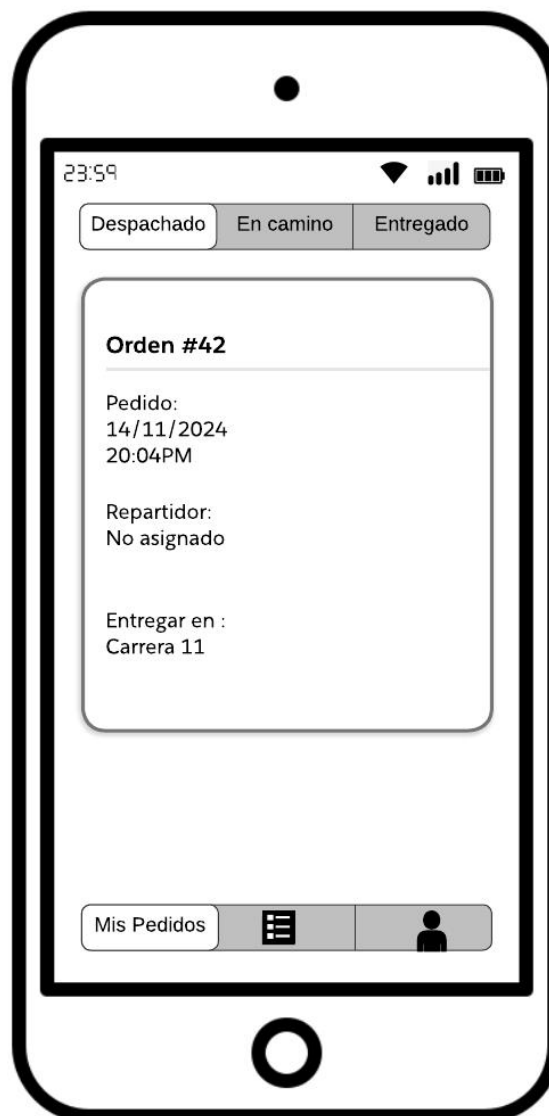 23:59
Despachado En camino Entregado
Orden #42
Pedido:
14/11/2024
20:04PM
Repartidor:
No asignado
Entregar en :
Carrera 11
Mis Pedidos